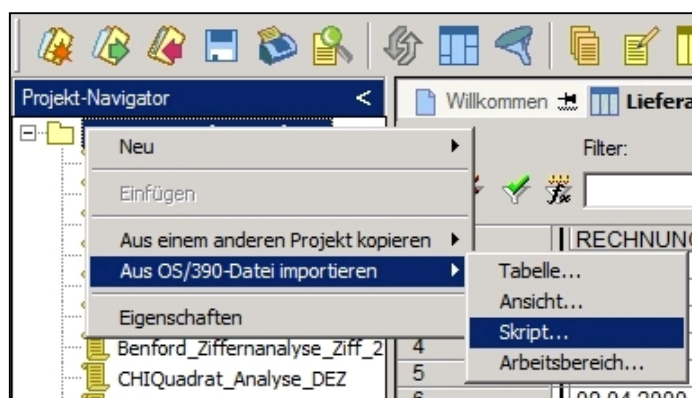 Projekt-Navigator <
Willkommen Liefera
Neu
Filter:
Einfügen
fx
Aus einem anderen Projekt kopieren
RECHNUNG
Aus OS/390-Datei importieren
Tabelle...
Ansicht...
Eigenschaften
Skript...
Benford_Ziffernanalyse_Ziff_2 4
Arbeitsbereich...
CHIQuadrat_Analyse_DEZ 5